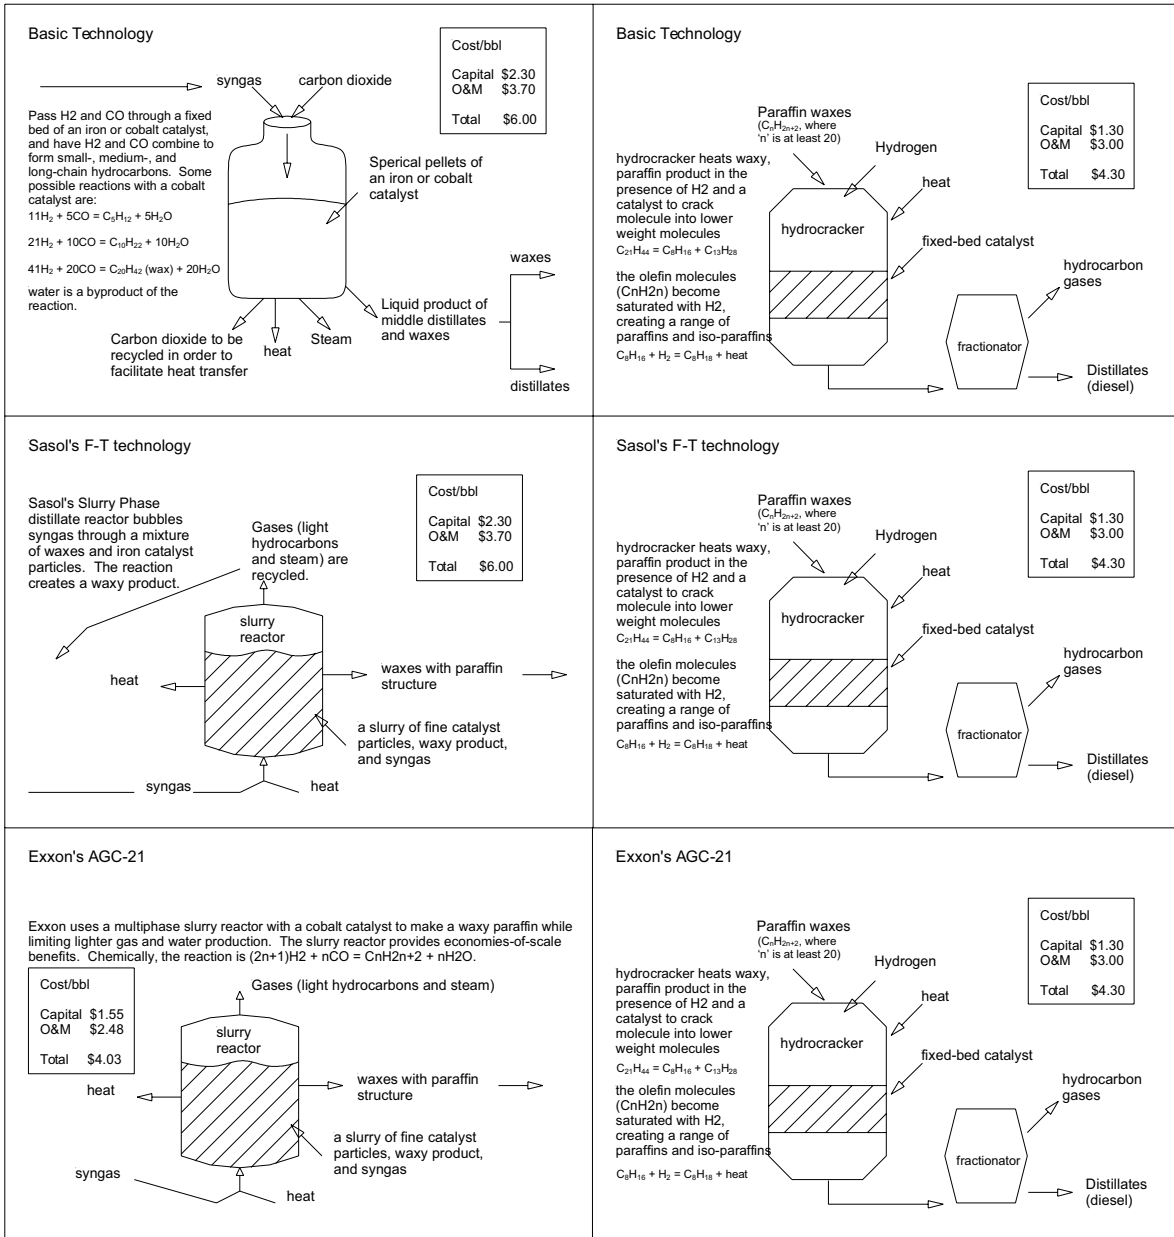 Basic Technology
Cost/bbl
Capital $2.30
O&M $3.70
Total $6.00
syngas
carbon dioxide
Pass H2 and CO through a fixed
bed of an iron or cobalt catalyst,
and have H2 and CO combine to
form small-, medium-, and
long-chain hydrocarbons. Some
possible reactions with a cobalt
catalyst are:
11H₂ + 5CO = C₅H₁₂ + 5H₂O
21H₂ + 10CO = C₁₀H₂₂ + 10H₂O
41H₂ + 20CO = C₂₀H₄₂ (wax) + 20H₂O
water is a byproduct of the
reaction.
Sperical pellets of
an iron or cobalt
catalyst
waxes
Liquid product of
middle distillates
and waxes
Carbon dioxide to be
recycled in order to
facilitate heat transfer
heat
Steam
distillates
Basic Technology
Cost/bbl
Capital $1.30
O&M $3.00
Total $4.30
Paraffin waxes
(CₙH₂ₙ₊₂, where
'n' is at least 20)
Hydrogen
heat
hydrocracker heats waxy,
paraffin product in the
presence of H2 and a
catalyst to crack
molecule into lower
weight molecules
C₂₁H₄₄ = C₈H₁₆ + C₁₃H₂₈
the olefin molecules
(CnH2n) become
saturated with H2,
creating a range of
paraffins and iso-paraffins
C₈H₁₆ + H₂ = C₈H₁₈ + heat
hydrocracker
fixed-bed catalyst
hydrocarbon
gases
fractionator
Distillates
(diesel)
Sasol's F-T technology
Cost/bbl
Capital $2.30
O&M $3.70
Total $6.00
Sasol's Slurry Phase
distillate reactor bubbles
syngas through a mixture
of waxes and iron catalyst
particles. The reaction
creates a waxy product.
Gases (light
hydrocarbons
and steam) are
recycled.
slurry
reactor
heat
waxes with paraffin
structure
a slurry of fine catalyst
particles, waxy product,
and syngas
syngas
heat
Sasol's F-T technology
Cost/bbl
Capital $1.30
O&M $3.00
Total $4.30
Paraffin waxes
(CₙH₂ₙ₊₂, where
'n' is at least 20)
Hydrogen
heat
hydrocracker heats waxy,
paraffin product in the
presence of H2 and a
catalyst to crack
molecule into lower
weight molecules
C₂₁H₄₄ = C₈H₁₆ + C₁₃H₂₈
the olefin molecules
(CnH2n) become
saturated with H2,
creating a range of
paraffins and iso-paraffins
C₈H₁₆ + H₂ = C₈H₁₈ + heat
hydrocracker
fixed-bed catalyst
hydrocarbon
gases
fractionator
Distillates
(diesel)
Exxon's AGC-21
Exxon uses a multiphase slurry reactor with a cobalt catalyst to make a waxy paraffin while
limiting lighter gas and water production. The slurry reactor provides economies-of-scale
benefits. Chemically, the reaction is (2n+1)H2 + nCO = CnH2n+2 + nH2O.
Cost/bbl
Capital $1.55
O&M $2.48
Total $4.03
Gases (light hydrocarbons and steam)
slurry
reactor
heat
waxes with paraffin
structure
a slurry of fine catalyst
particles, waxy product,
and syngas
syngas
heat
Exxon's AGC-21
Cost/bbl
Capital $1.30
O&M $3.00
Total $4.30
Paraffin waxes
(CₙH₂ₙ₊₂, where
'n' is at least 20)
Hydrogen
heat
hydrocracker heats waxy,
paraffin product in the
presence of H2 and a
catalyst to crack
molecule into lower
weight molecules
C₂₁H₄₄ = C₈H₁₆ + C₁₃H₂₈
the olefin molecules
(CnH2n) become
saturated with H2,
creating a range of
paraffins and iso-paraffins
C₈H₁₆ + H₂ = C₈H₁₈ + heat
hydrocracker
fixed-bed catalyst
hydrocarbon
gases
fractionator
Distillates
(diesel)